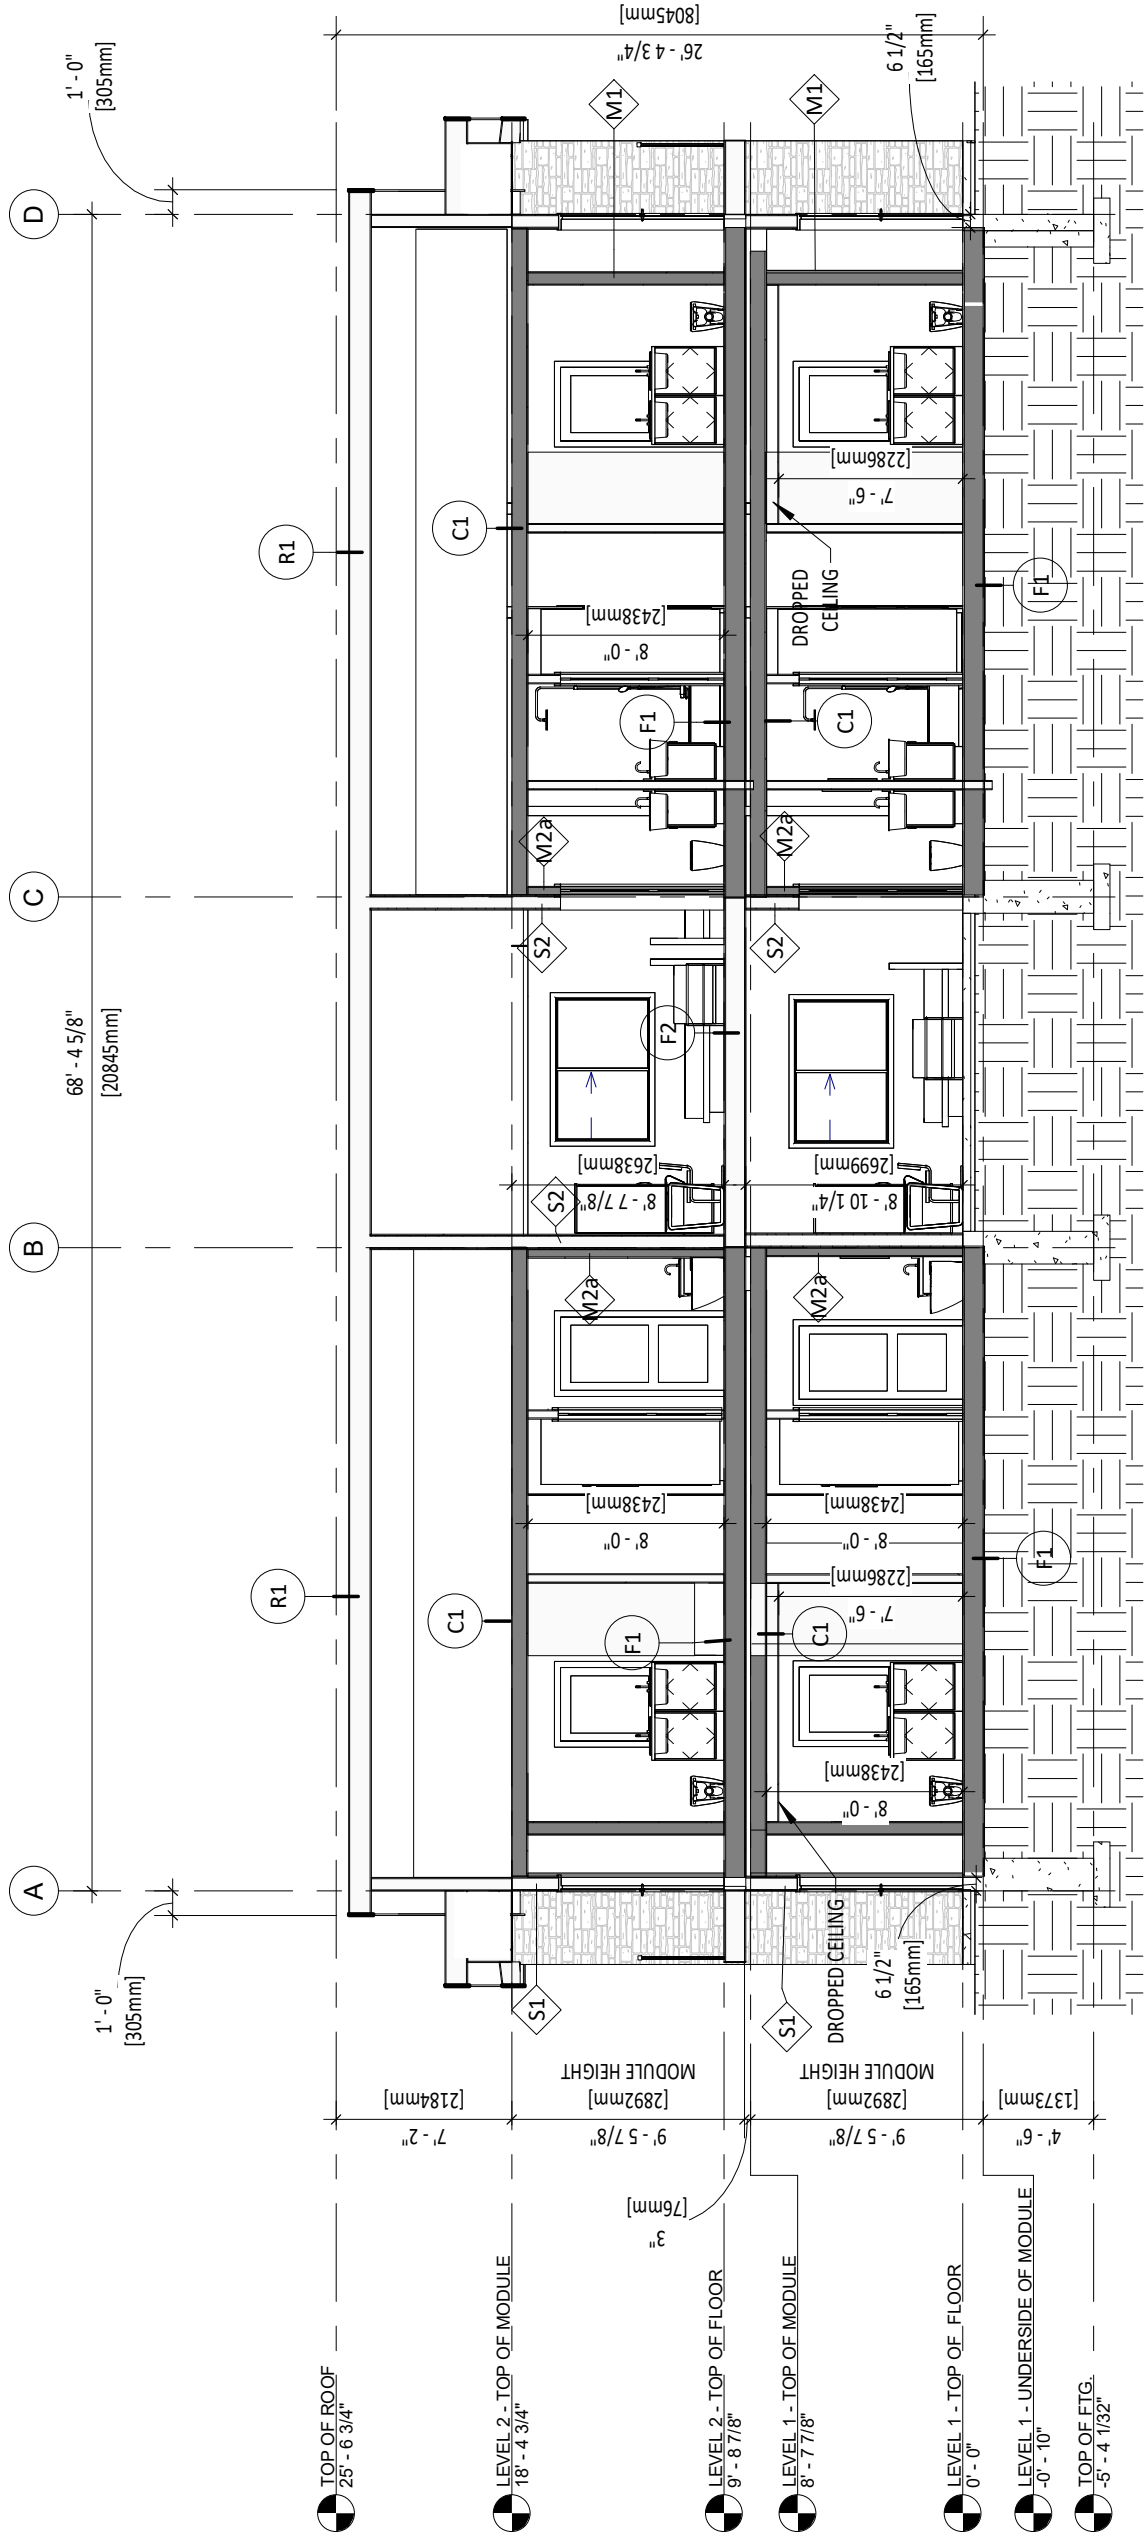 A
B
C
D
68' - 4 5/8"
[20845mm]
1' - 0"
[305mm]
1' - 0"
[305mm]
R1
R1
C1
C1
26' - 4 3/4"
[8045mm]
TOP OF ROOF
25' - 6 3/4"
7' - 2"
[2184mm]
LEVEL 2 - TOP OF MODULE
18' - 4 3/4"
9' - 5 7/8"
[2892mm]
MODULE HEIGHT
S1
S2
S2
M2a
M2a
M1
8' - 0"
[2438mm]
8' - 7 7/8"
[2638mm]
8' - 0"
[2438mm]
F1
F2
F1
LEVEL 2 - TOP OF FLOOR
9' - 8 7/8"
3"
[76mm]
LEVEL 1 - TOP OF MODULE
8' - 7 7/8"
9' - 5 7/8"
[2892mm]
MODULE HEIGHT
S1
DROPPED CEILING
8' - 0"
[2438mm]
C1
7' - 6"
[2286mm]
8' - 0"
[2438mm]
M2a
8' - 10 1/4"
[2699mm]
S2
M2a
C1
DROPPED
CEILING
7' - 6"
[2286mm]
M1
6 1/2"
[165mm]
6 1/2"
[165mm]
LEVEL 1 - TOP OF FLOOR
0' - 0"
F1
F1
LEVEL 1 - UNDERSIDE OF MODULE
-0' - 10"
4' - 6"
[1373mm]
TOP OF FTG.
-5' - 4 1/32"